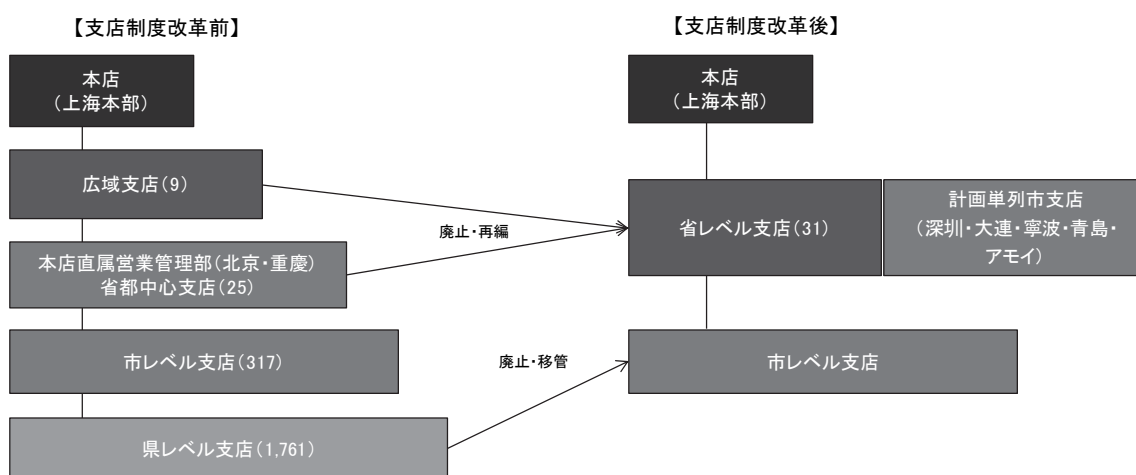 【支店制度改革前】
本店
（上海本部）
広域支店（9）
本店直属営業管理部（北京・重慶）
省都中心支店（25）
市レベル支店（317）
県レベル支店（1,761）
廃止・再編
廃止・移管
【支店制度改革後】
本店
（上海本部）
省レベル支店（31）
計画単列市支店
（深圳・大連・寧波・青島・
アモイ）
市レベル支店